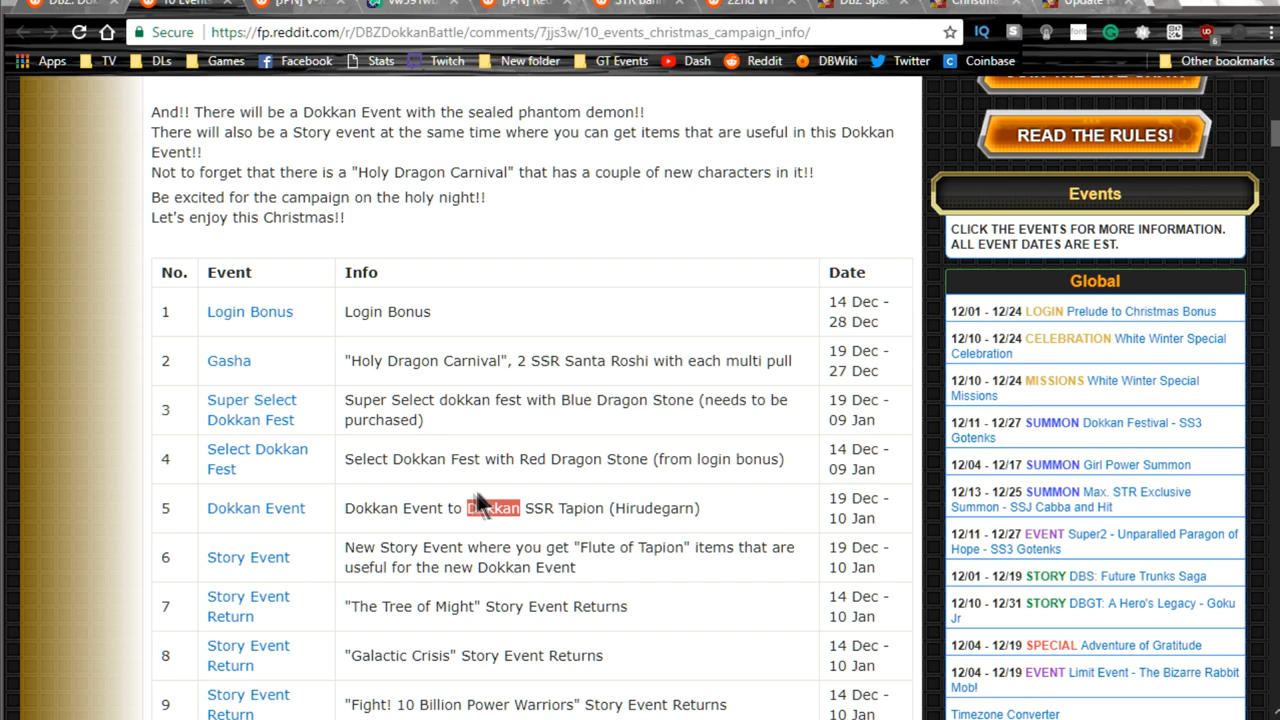 Secure
https://fp.reddit.com/r/DBZDokkanBattle/comments/7jjs3w/10_events_christmas_campaign_info/
Apps TV DLs Games Facebook Stats New folder GT Events Dash Reddit DBWiki Twitter Coinbase Other bookmarks
And!! There will be a Dokkan Event with the sealed phantom demon!!
There will also be a Story event at the same time where you can get items that are useful in this Dokkan
Event!!
Not to forget that there is a "Holy Dragon Carnival" that has a couple of new characters in it!!
Be excited for the campaign on the holy night!!
Let's enjoy this Christmas!!
No. Event Info Date
1 Login Bonus Login Bonus 14 Dec -
28 Dec
2 Gasha "Holy Dragon Carnival", 2 SSR Santa Roshi with each multi pull 19 Dec -
27 Dec
3 Super Select
Dokkan Fest
Super Select dokkan fest with Blue Dragon Stone (needs to be
purchased)
19 Dec -
09 Jan
4 Select Dokkan
Fest
Select Dokkan Fest with Red Dragon Stone (from login bonus)
14 Dec -
09 Jan
5 Dokkan Event Dokkan Event to Dokkan SSR Tapion (Hirudegarn) 19 Dec -
10 Jan
6 Story Event
New Story Event where you get "Flute of Tapion" items that are
useful for the new Dokkan Event
19 Dec -
10 Jan
7 Story Event
Return
"The Tree of Might" Story Event Returns
14 Dec -
10 Jan
8 Story Event
Return
"Galactic Crisis" Story Event Returns
14 Dec -
10 Jan
9 Story Event
Return
"Fight! 10 Billion Power Warriors" Story Event Returns
14 Dec -
10 Jan
READ THE RULES!
Events
CLICK THE EVENTS FOR MORE INFORMATION.
ALL EVENT DATES ARE EST.
Global
12/01 - 12/24 LOGIN Prelude to Christmas Bonus
12/10 - 12/24 CELEBRATION White Winter Special
Celebration
12/10 - 12/24 MISSIONS White Winter Special
Missions
12/11 - 12/27 SUMMON Dokkan Festival - SS3
Gotenks
12/04 - 12/17 SUMMON Girl Power Summon
12/13 - 12/25 SUMMON Max. STR Exclusive
Summon - SSJ Cabba and Hit
12/11 - 12/27 EVENT Super2 - Unparalled Paragon of
Hope - SS3 Gotenks
12/01 - 12/19 STORY DBS: Future Trunks Saga
12/10 - 12/31 STORY DBGT: A Hero's Legacy - Goku
Jr
12/04 - 12/19 SPECIAL Adventure of Gratitude
12/04 - 12/19 EVENT Limit Event - The Bizarre Rabbit
Mob!
Timezone Converter